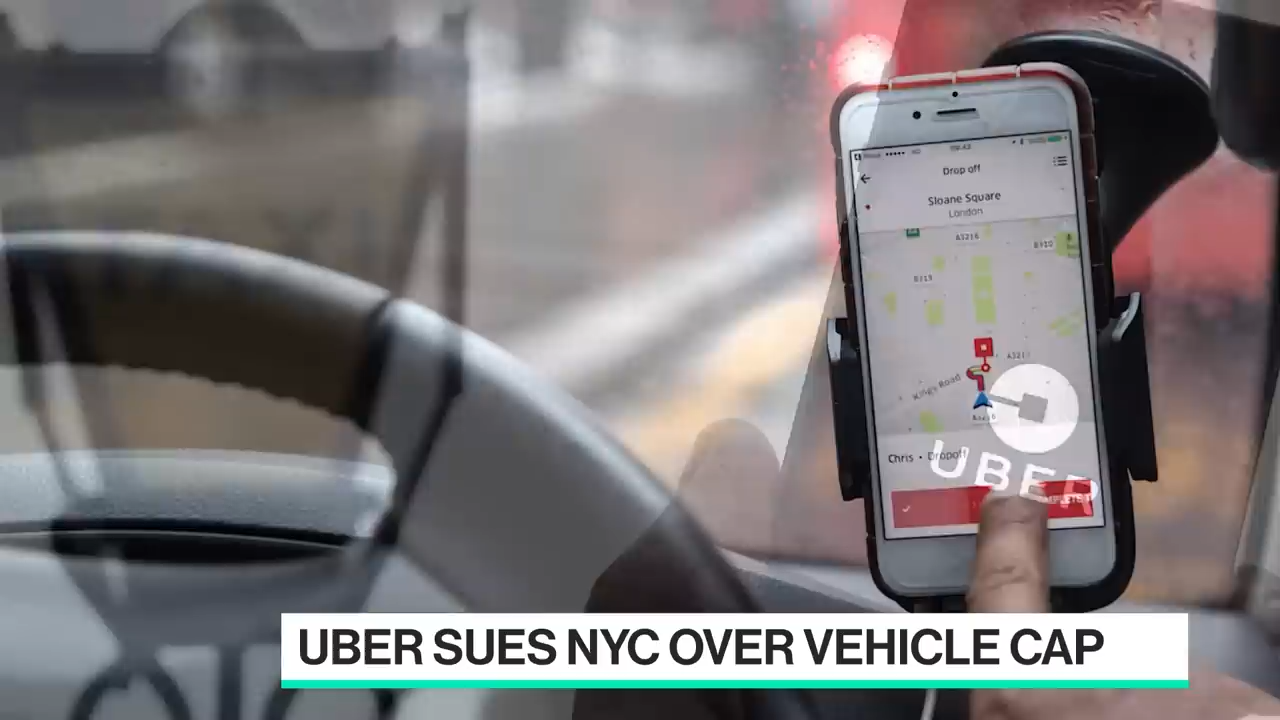 Drop off
Sloane Square
London
A3216
B310
B319
A3217
Kings Road
A3216
Chris • Dropoff
UBER
UBER SUES NYC OVER VEHICLE CAP